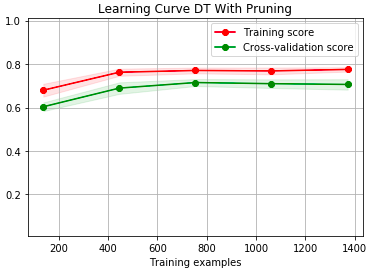 Learning Curve DT With Pruning
Training score
Cross-validation score
1.0
0.8
0.6
0.4
0.2
200 400 600 800 1000 1200 1400
Training examples